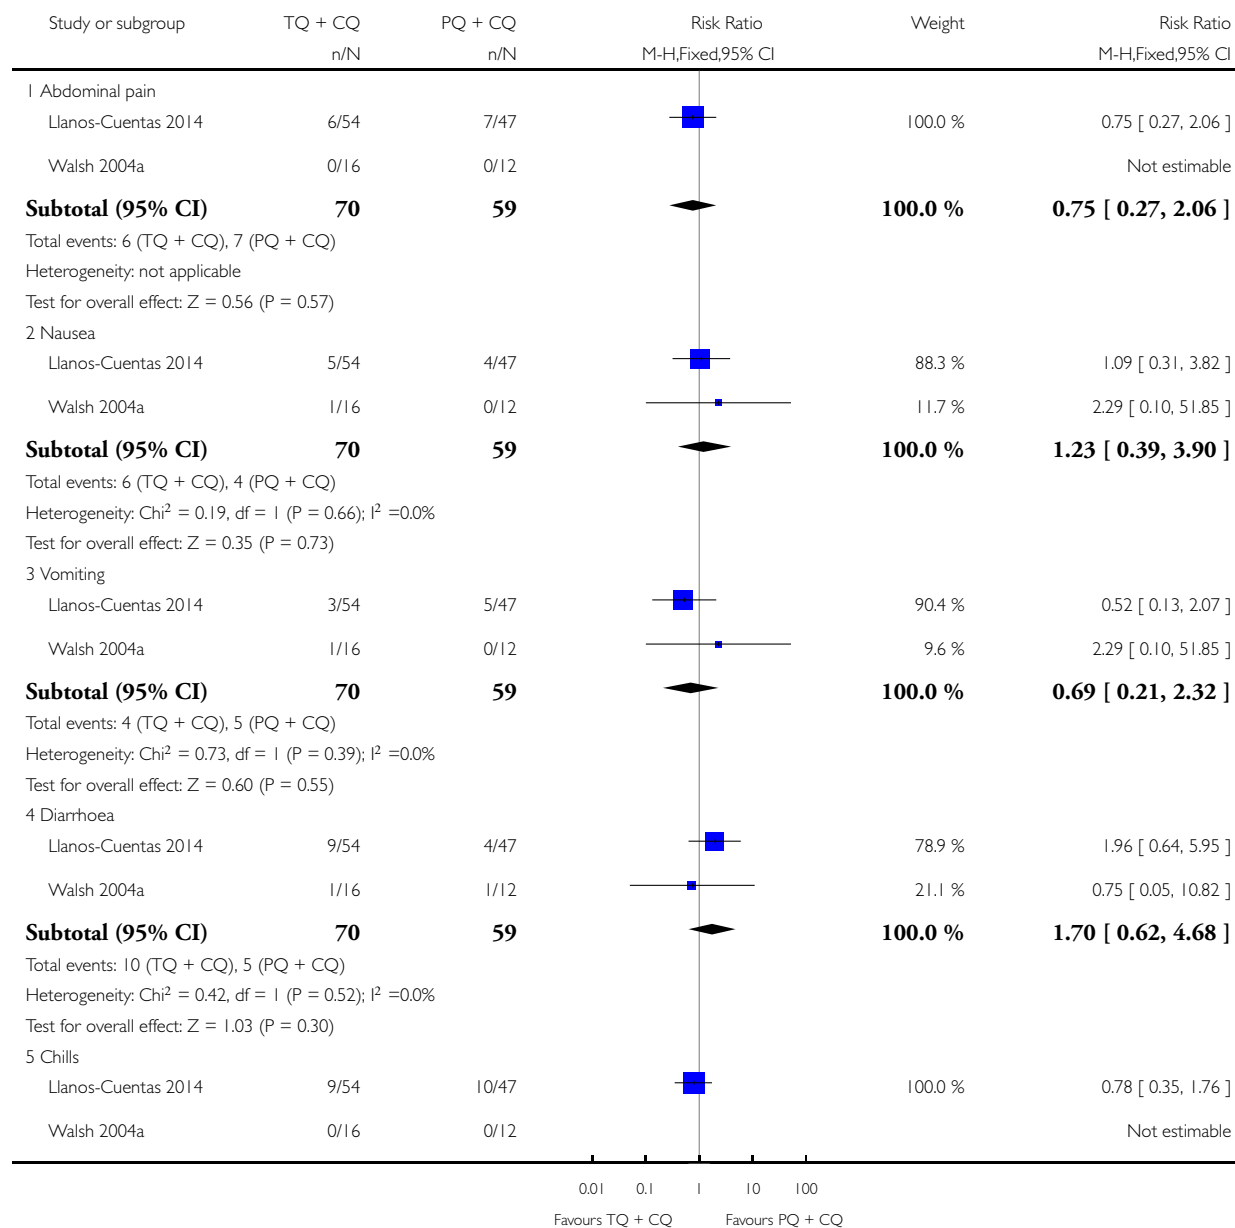 Study or subgroup TQ + CQ PQ + CQ Risk Ratio Weight Risk Ratio
n/N n/N M-H,Fixed,95% CI M-H,Fixed,95% CI
1 Abdominal pain
Llanos-Cuentas 2014 6/54 7/47 100.0 % 0.75 [ 0.27, 2.06 ]
Walsh 2004a 0/16 0/12 Not estimable
Subtotal (95% CI) 70 59 100.0 % 0.75 [ 0.27, 2.06 ]
Total events: 6 (TQ + CQ), 7 (PQ + CQ)
Heterogeneity: not applicable
Test for overall effect: Z = 0.56 (P = 0.57)
2 Nausea
Llanos-Cuentas 2014 5/54 4/47 88.3 % 1.09 [ 0.31, 3.82 ]
Walsh 2004a 1/16 0/12 11.7 % 2.29 [ 0.10, 51.85 ]
Subtotal (95% CI) 70 59 100.0 % 1.23 [ 0.39, 3.90 ]
Total events: 6 (TQ + CQ), 4 (PQ + CQ)
Heterogeneity: Chi² = 0.19, df = 1 (P = 0.66); I² =0.0%
Test for overall effect: Z = 0.35 (P = 0.73)
3 Vomiting
Llanos-Cuentas 2014 3/54 5/47 90.4 % 0.52 [ 0.13, 2.07 ]
Walsh 2004a 1/16 0/12 9.6 % 2.29 [ 0.10, 51.85 ]
Subtotal (95% CI) 70 59 100.0 % 0.69 [ 0.21, 2.32 ]
Total events: 4 (TQ + CQ), 5 (PQ + CQ)
Heterogeneity: Chi² = 0.73, df = 1 (P = 0.39); I² =0.0%
Test for overall effect: Z = 0.60 (P = 0.55)
4 Diarrhoea
Llanos-Cuentas 2014 9/54 4/47 78.9 % 1.96 [ 0.64, 5.95 ]
Walsh 2004a 1/16 1/12 21.1 % 0.75 [ 0.05, 10.82 ]
Subtotal (95% CI) 70 59 100.0 % 1.70 [ 0.62, 4.68 ]
Total events: 10 (TQ + CQ), 5 (PQ + CQ)
Heterogeneity: Chi² = 0.42, df = 1 (P = 0.52); I² =0.0%
Test for overall effect: Z = 1.03 (P = 0.30)
5 Chills
Llanos-Cuentas 2014 9/54 10/47 100.0 % 0.78 [ 0.35, 1.76 ]
Walsh 2004a 0/16 0/12 Not estimable
0.01 0.1 1 10 100
Favours TQ + CQ Favours PQ + CQ